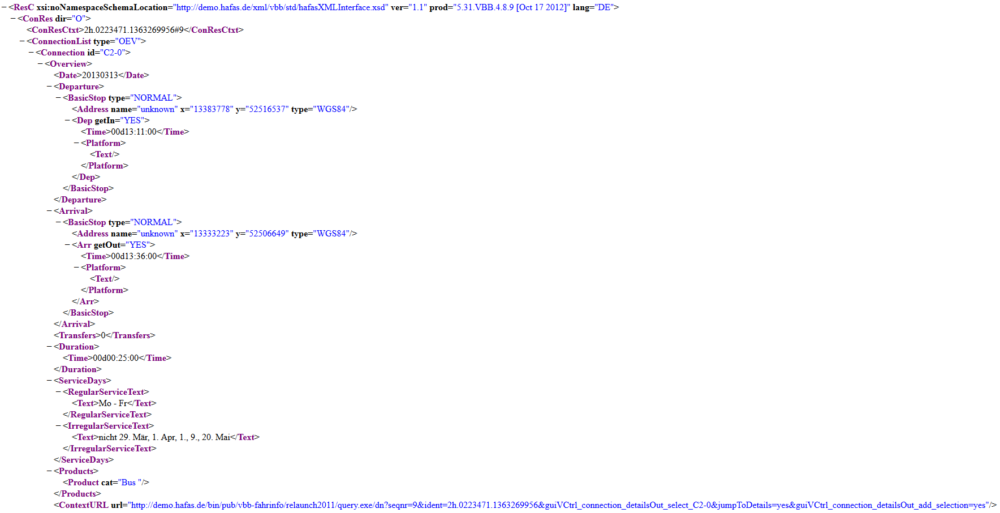 −<ResC xsi:noNamespaceSchemaLocation="http://demo.hafas.de/xml/vbb/std/hafasXMLInterface.xsd" ver="1.1" prod="5.31.VBB.4.8.9 [Oct 17 2012]" lang="DE">
−<ConRes dir="O">
<ConResCtxt>2h.0223471.1363269956#9</ConResCtxt>
−<ConnectionList type="OEV">
−<Connection id="C2-0">
−<Overview>
<Date>20130313</Date>
−<Departure>
−<BasicStop type="NORMAL">
<Address name="unknown" x="13383778" y="52516537" type="WGS84"/>
−<Dep getIn="YES">
<Time>00d13:11:00</Time>
−<Platform>
<Text/>
</Platform>
</Dep>
</BasicStop>
</Departure>
−<Arrival>
−<BasicStop type="NORMAL">
<Address name="unknown" x="13333223" y="52506649" type="WGS84"/>
−<Arr getOut="YES">
<Time>00d13:36:00</Time>
−<Platform>
<Text/>
</Platform>
</Arr>
</BasicStop>
</Arrival>
<Transfers>0</Transfers>
−<Duration>
<Time>00d00:25:00</Time>
</Duration>
−<ServiceDays>
−<RegularServiceText>
<Text>Mo - Fr</Text>
</RegularServiceText>
−<IrregularServiceText>
<Text>nicht 29. Mär, 1. Apr, 1., 9., 20. Mai</Text>
</IrregularServiceText>
</ServiceDays>
−<Products>
<Product cat="Bus "/>
</Products>
<ContextURL url="http://demo.hafas.de/bin/pub/vbb-fahrinfo/relaunch2011/query.exe/dn?seqnr=9&ident=2h.0223471.1363269956&guiVCtrl_connection_detailsOut_select_C2-0&jumpToDetails=yes&guiVCtrl_connection_detailsOut_add_selection=yes"/>